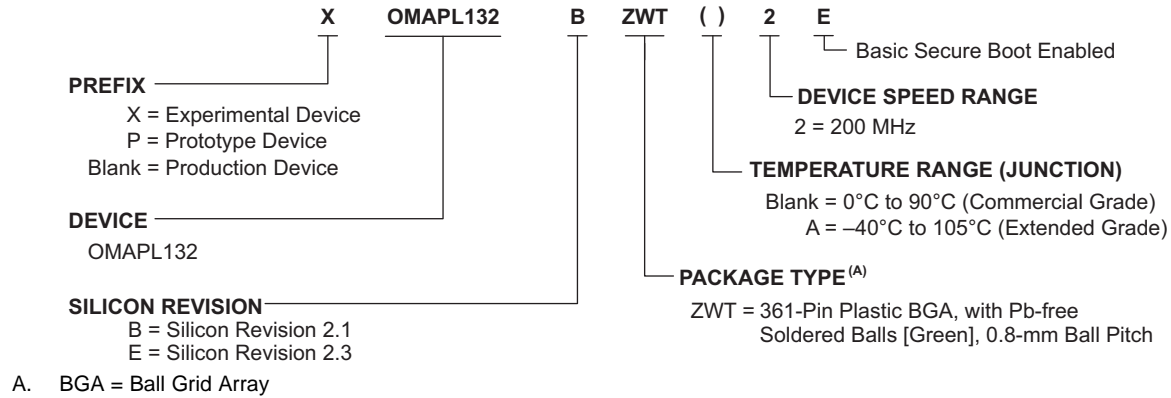 X OMAPL132 B ZWT ( ) 2 E
Basic Secure Boot Enabled
PREFIX
X = Experimental Device
P = Prototype Device
Blank = Production Device
DEVICE SPEED RANGE
2 = 200 MHz
TEMPERATURE RANGE (JUNCTION)
Blank = 0°C to 90°C (Commercial Grade)
A = –40°C to 105°C (Extended Grade)
DEVICE
OMAPL132
PACKAGE TYPE(A)
ZWT = 361-Pin Plastic BGA, with Pb-free
Soldered Balls [Green], 0.8-mm Ball Pitch
SILICON REVISION
B = Silicon Revision 2.1
E = Silicon Revision 2.3
A. BGA = Ball Grid Array